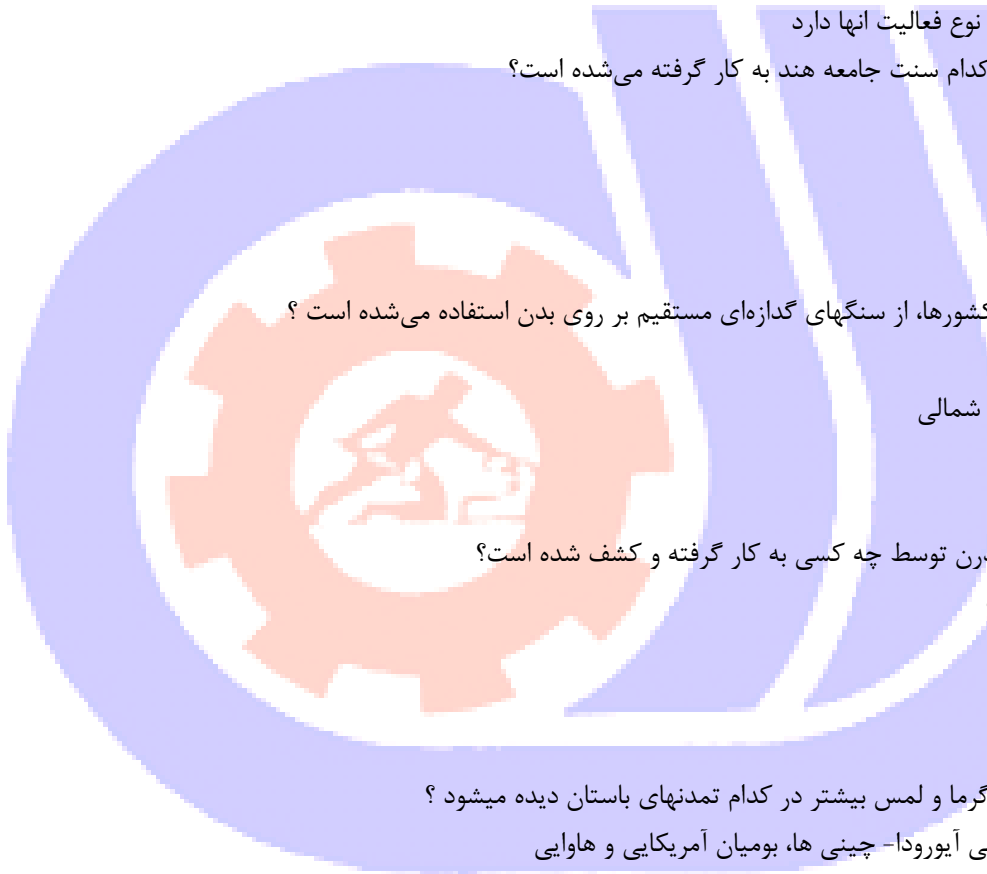 نوع فعالیت انها دارد
کدام سنت جامعه هند به کار گرفته می‌شده است؟
کشورها، از سنگهای گدازه‌ای مستقیم بر روی بدن استفاده می‌شده است ؟
شمالی
درن توسط چه کسی به کار گرفته و کشف شده است؟
گرما و لمس بیشتر در کدام تمدنهای باستان دیده میشود ؟
ی آیورودا- چینی ها، بومیان آمریکایی و هاوایی